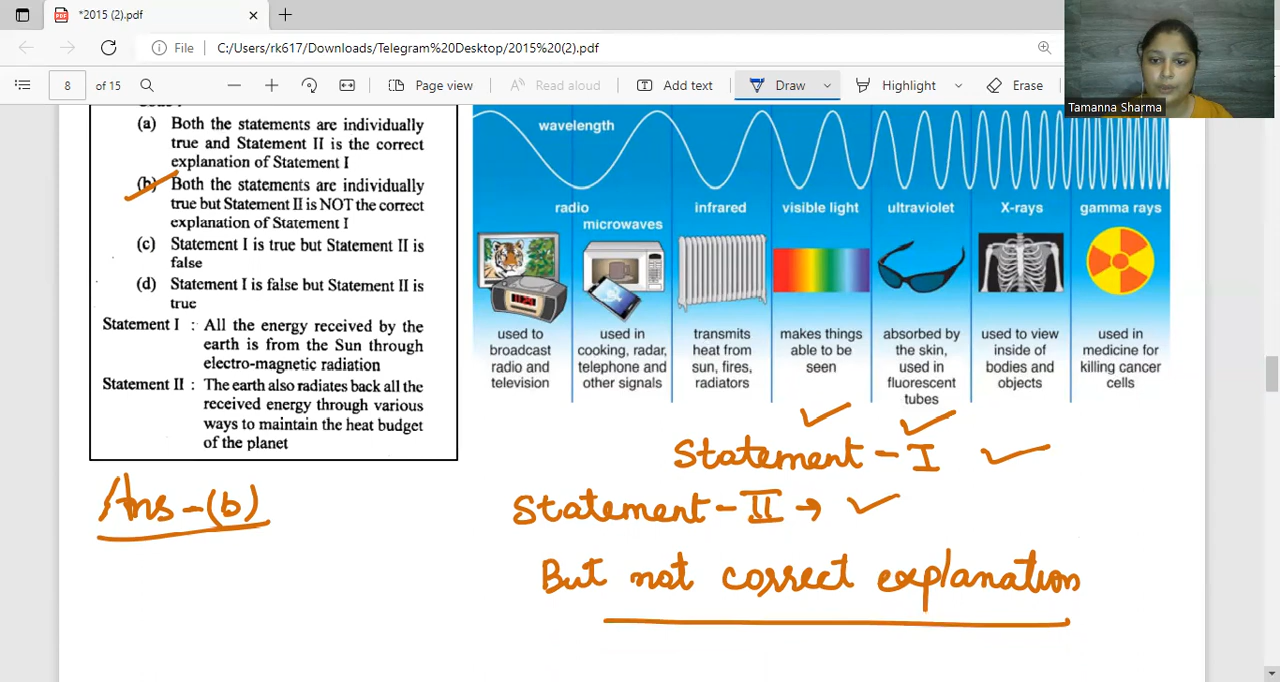 *2015 (2).pdf
File C:/Users/rk617/Downloads/Telegram%20Desktop/2015%20(2).pdf
8 of 15 Page view Read aloud Add text Draw Highlight Erase
Tamanna Sharma
(a) Both the statements are individually
true and Statement II is the correct
explanation of Statement I
(b) Both the statements are individually
true but Statement II is NOT the correct
explanation of Statement I
(c) Statement I is true but Statement II is
false
(d) Statement I is false but Statement II is
true
Statement I : All the energy received by the
earth is from the Sun through
electro-magnetic radiation
Statement II : The earth also radiates back all the
received energy through various
ways to maintain the heat budget
of the planet
Ans-(b)
wavelength
radio
microwaves
infrared
visible light
ultraviolet
X-rays
gamma rays
used to
broadcast
radio and
television
used in
cooking, radar,
telephone and
other signals
transmits
heat from
sun, fires,
radiators
makes things
able to be
seen
absorbed by
the skin,
used in
fluorescent
tubes
used to view
inside of
bodies and
objects
used in
medicine for
killing cancer
cells
Statement - I
Statement - II →
But not correct explanation